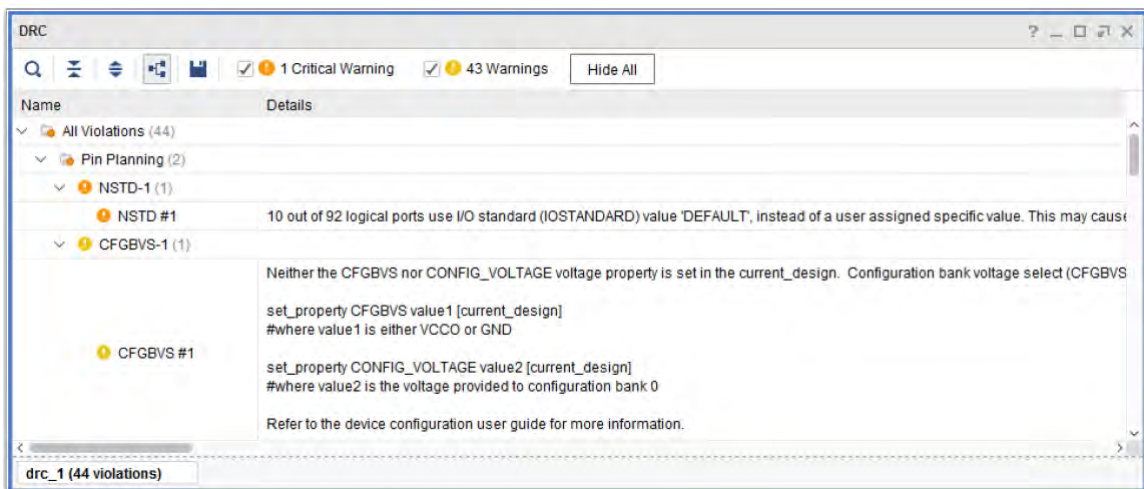 DRC
1 Critical Warning 43 Warnings Hide All
Name Details
All Violations (44)
Pin Planning (2)
NSTD-1 (1)
NSTD #1 10 out of 92 logical ports use I/O standard (IOSTANDARD) value 'DEFAULT', instead of a user assigned specific value. This may cause
CFGBVS-1 (1)
Neither the CFGBVS nor CONFIG_VOLTAGE voltage property is set in the current_design. Configuration bank voltage select (CFGBVS
set_property CFGBVS value1 [current_design]
#where value1 is either VCCO or GND
CFGBVS #1
set_property CONFIG_VOLTAGE value2 [current_design]
#where value2 is the voltage provided to configuration bank 0
Refer to the device configuration user guide for more information.
drc_1 (44 violations)